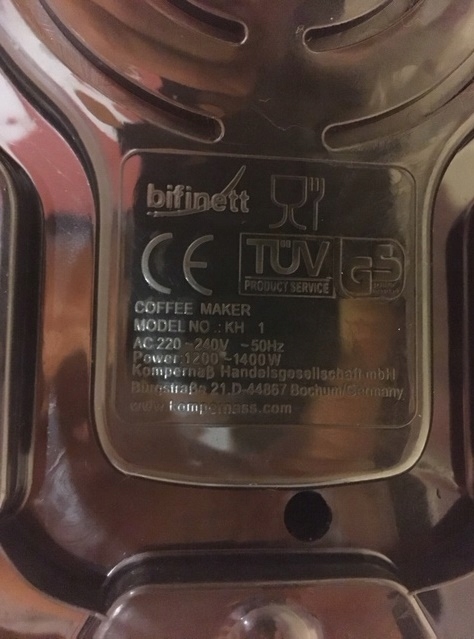 bifinett
CE
TÜV
PRODUCT SERVICE
GS
COFFEE MAKER
MODEL NO.: KH 1
AC 220~240V ~50Hz
Power 1200~1400W
Kompernaß Handelsgesellschaft mbH
Burgstraße 21.D-44867 Bochum/Germany
www.kompernass.com